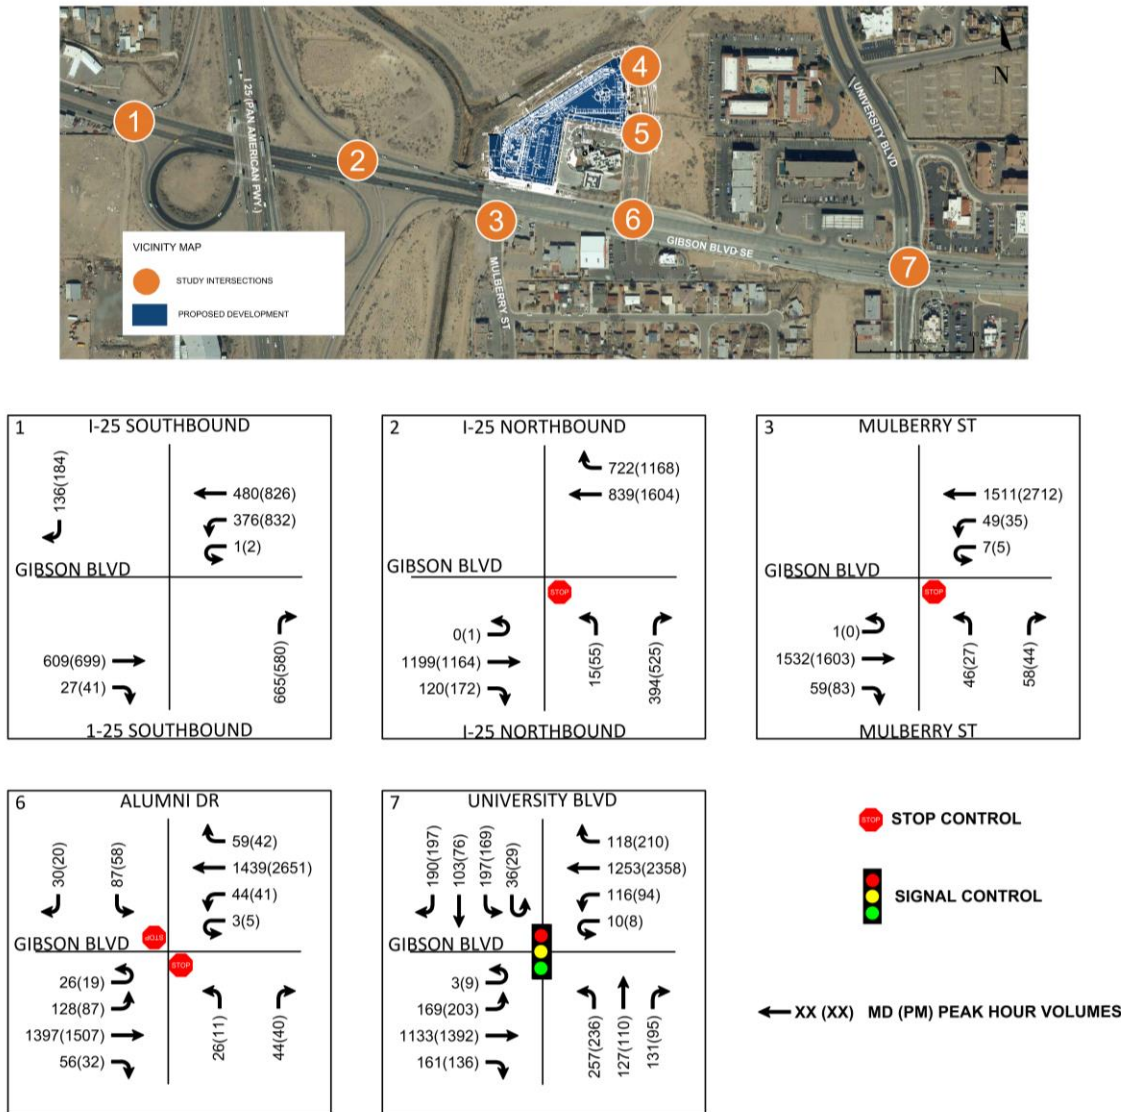 4
I 25 (PAN AMERICAN FWY.)
UNIVERSITY BLVD
N
1
5
2
3
6
GIBSON BLVD SE
7
MULBERRY ST
VICINITY MAP
STUDY INTERSECTIONS
PROPOSED DEVELOPMENT
1
I-25 SOUTHBOUND
136(184)
480(826)
376(832)
1(2)
GIBSON BLVD
609(699)
27(41)
665(580)
1-25 SOUTHBOUND
2
I-25 NORTHBOUND
722(1168)
839(1604)
GIBSON BLVD
STOP
0(1)
1199(1164)
120(172)
15(55)
394(525)
I-25 NORTHBOUND
3
MULBERRY ST
1511(2712)
49(35)
7(5)
GIBSON BLVD
STOP
1(0)
1532(1603)
59(83)
46(27)
58(44)
MULBERRY ST
6
ALUMNI DR
30(20)
87(58)
59(42)
1439(2651)
44(41)
3(5)
GIBSON BLVD
STOP
STOP
26(19)
128(87)
1397(1507)
56(32)
26(11)
44(40)
7
UNIVERSITY BLVD
190(197)
103(76)
197(169)
36(29)
118(210)
1253(2358)
116(94)
10(8)
GIBSON BLVD
3(9)
169(203)
1133(1392)
161(136)
257(236)
127(110)
131(95)
STOP
STOP CONTROL
SIGNAL CONTROL
XX (XX) MD (PM) PEAK HOUR VOLUMES